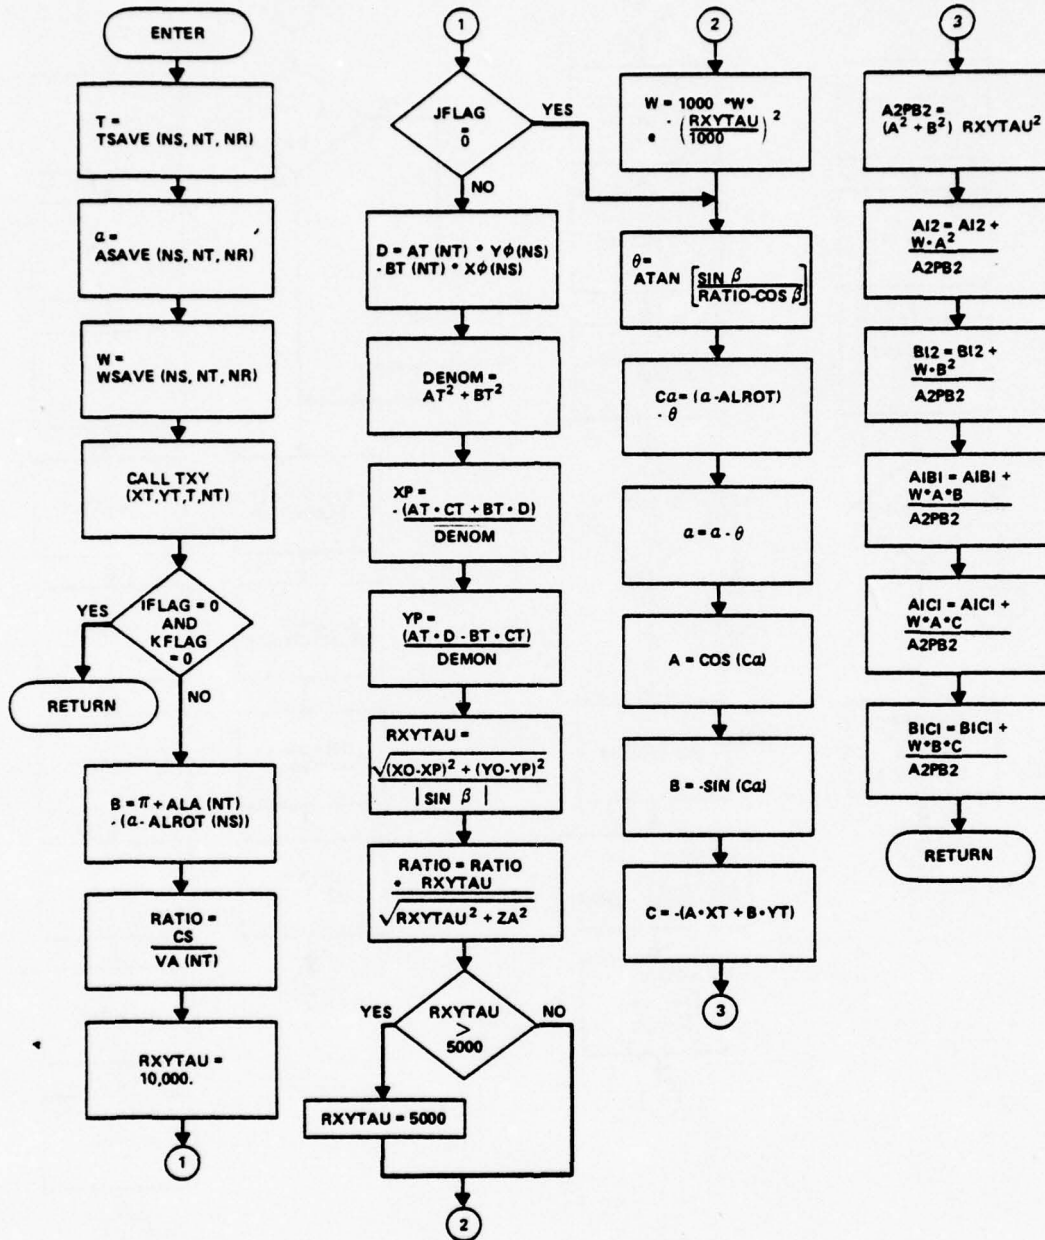 ENTER
T =
TSAVE (NS, NT, NR)
α =
ASAVE (NS, NT, NR)
W =
WSAVE (NS, NT, NR)
CALL TXY
(XT,YT,T,NT)
YES
IFLAG = 0
AND
KFLAG
= 0
RETURN
NO
B = π + ALA (NT)
- (α- ALROT (NS))
RATIO =
CS
VA (NT)
RXYTAU =
10,000.
1
1
JFLAG
=
0
YES
NO
D = AT (NT) * Yϕ(NS)
- BT (NT) * Xϕ(NS)
DENOM =
AT² + BT²
XP =
- (AT · CT + BT · D)
DENOM
YP =
(AT · D - BT · CT)
DEMON
RXYTAU =
√(XO-XP)² + (YO-YP)²
| SIN β |
RATIO = RATIO
* RXYTAU
√RXYTAU² + ZA²
YES
RXYTAU
>
5000
NO
RXYTAU = 5000
2
2
W = 1000 *W*
e - (RXYTAU / 1000)²
θ=
ATAN [SIN β / RATIO-COS β]
Cα= (α-ALROT)
- θ
α = α - θ
A = COS (Cα)
B = -SIN (Cα)
C = -(A·XT + B·YT)
3
3
A2PB2 =
(A² + B²) RXYTAU²
AI2 = AI2 +
W·A²
A2PB2
BI2 = BI2 +
W·B²
A2PB2
AIBI = AIBI +
W*A*B
A2PB2
AICI = AICI +
W*A*C
A2PB2
BICI = BICI +
W*B*C
A2PB2
RETURN